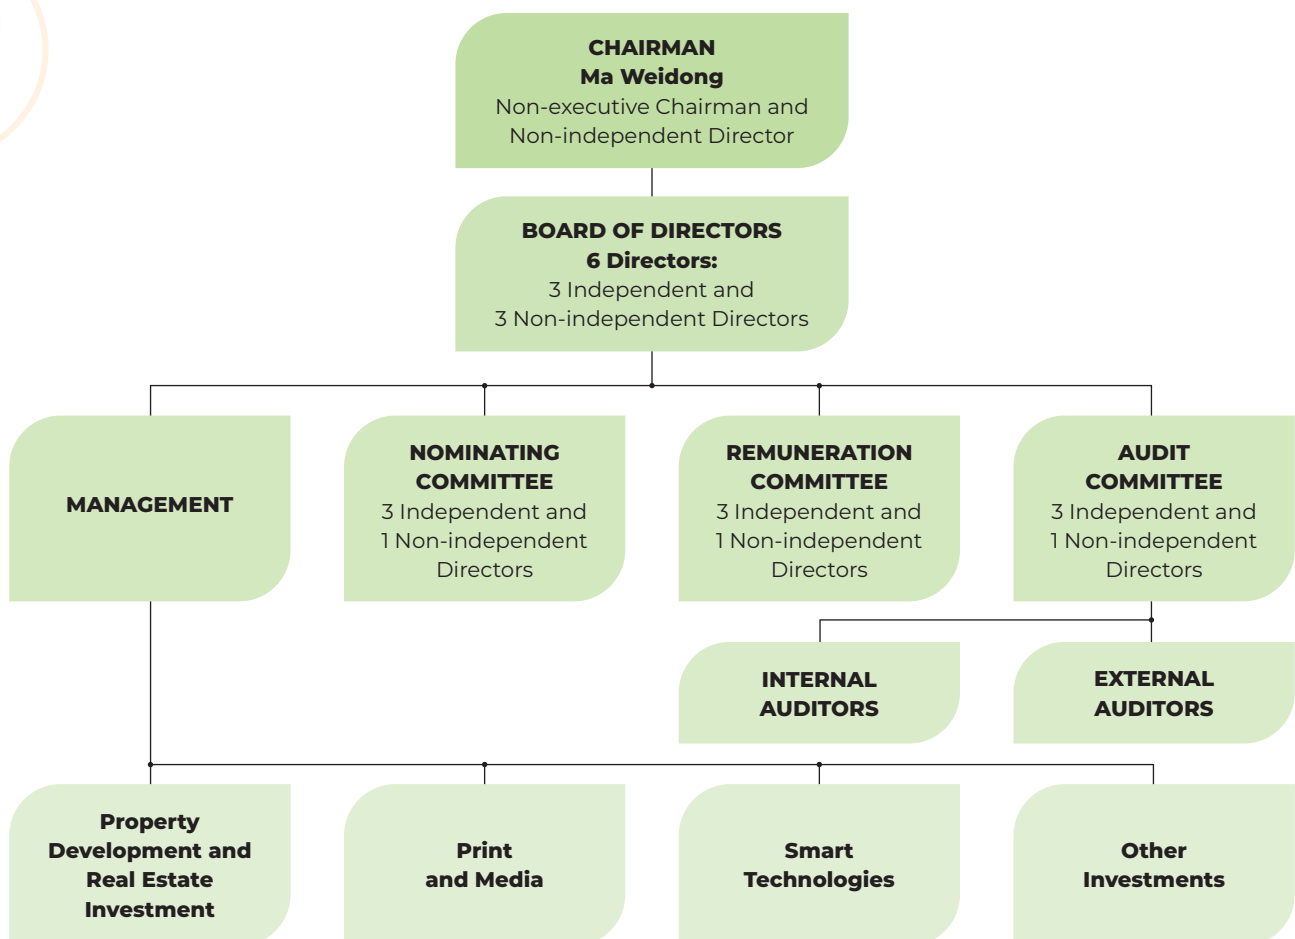 CHAIRMAN
Ma Weidong
Non-executive Chairman and
Non-independent Director
BOARD OF DIRECTORS
6 Directors:
3 Independent and
3 Non-independent Directors
MANAGEMENT
NOMINATING
COMMITTEE
3 Independent and
1 Non-independent
Directors
REMUNERATION
COMMITTEE
3 Independent and
1 Non-independent
Directors
AUDIT
COMMITTEE
3 Independent and
1 Non-independent
Directors
INTERNAL
AUDITORS
EXTERNAL
AUDITORS
Property
Development and
Real Estate
Investment
Print
and Media
Smart
Technologies
Other
Investments